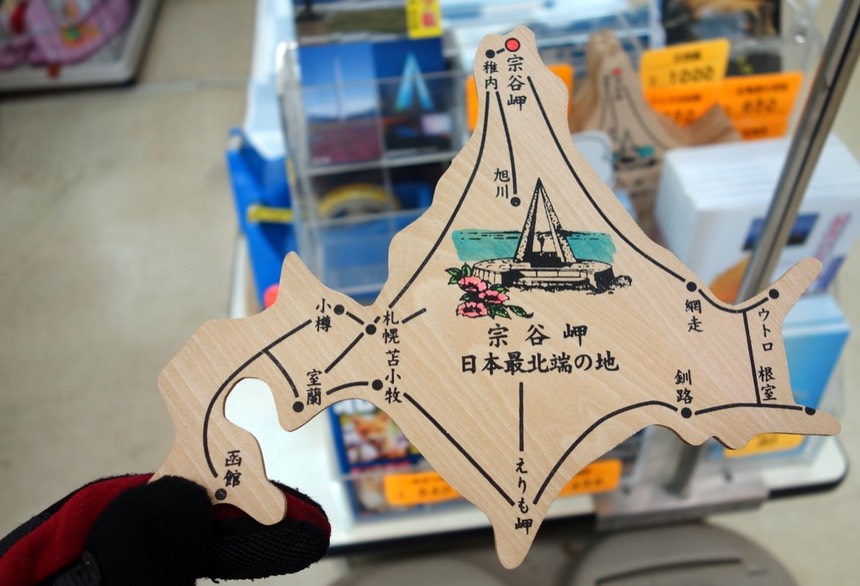 宗谷岬
稚内
旭川
小樽
札幌
室蘭
苫小牧
函館
宗谷岬
日本最北端の地
網走
ウトロ
根室
釧路
えりも岬
1000